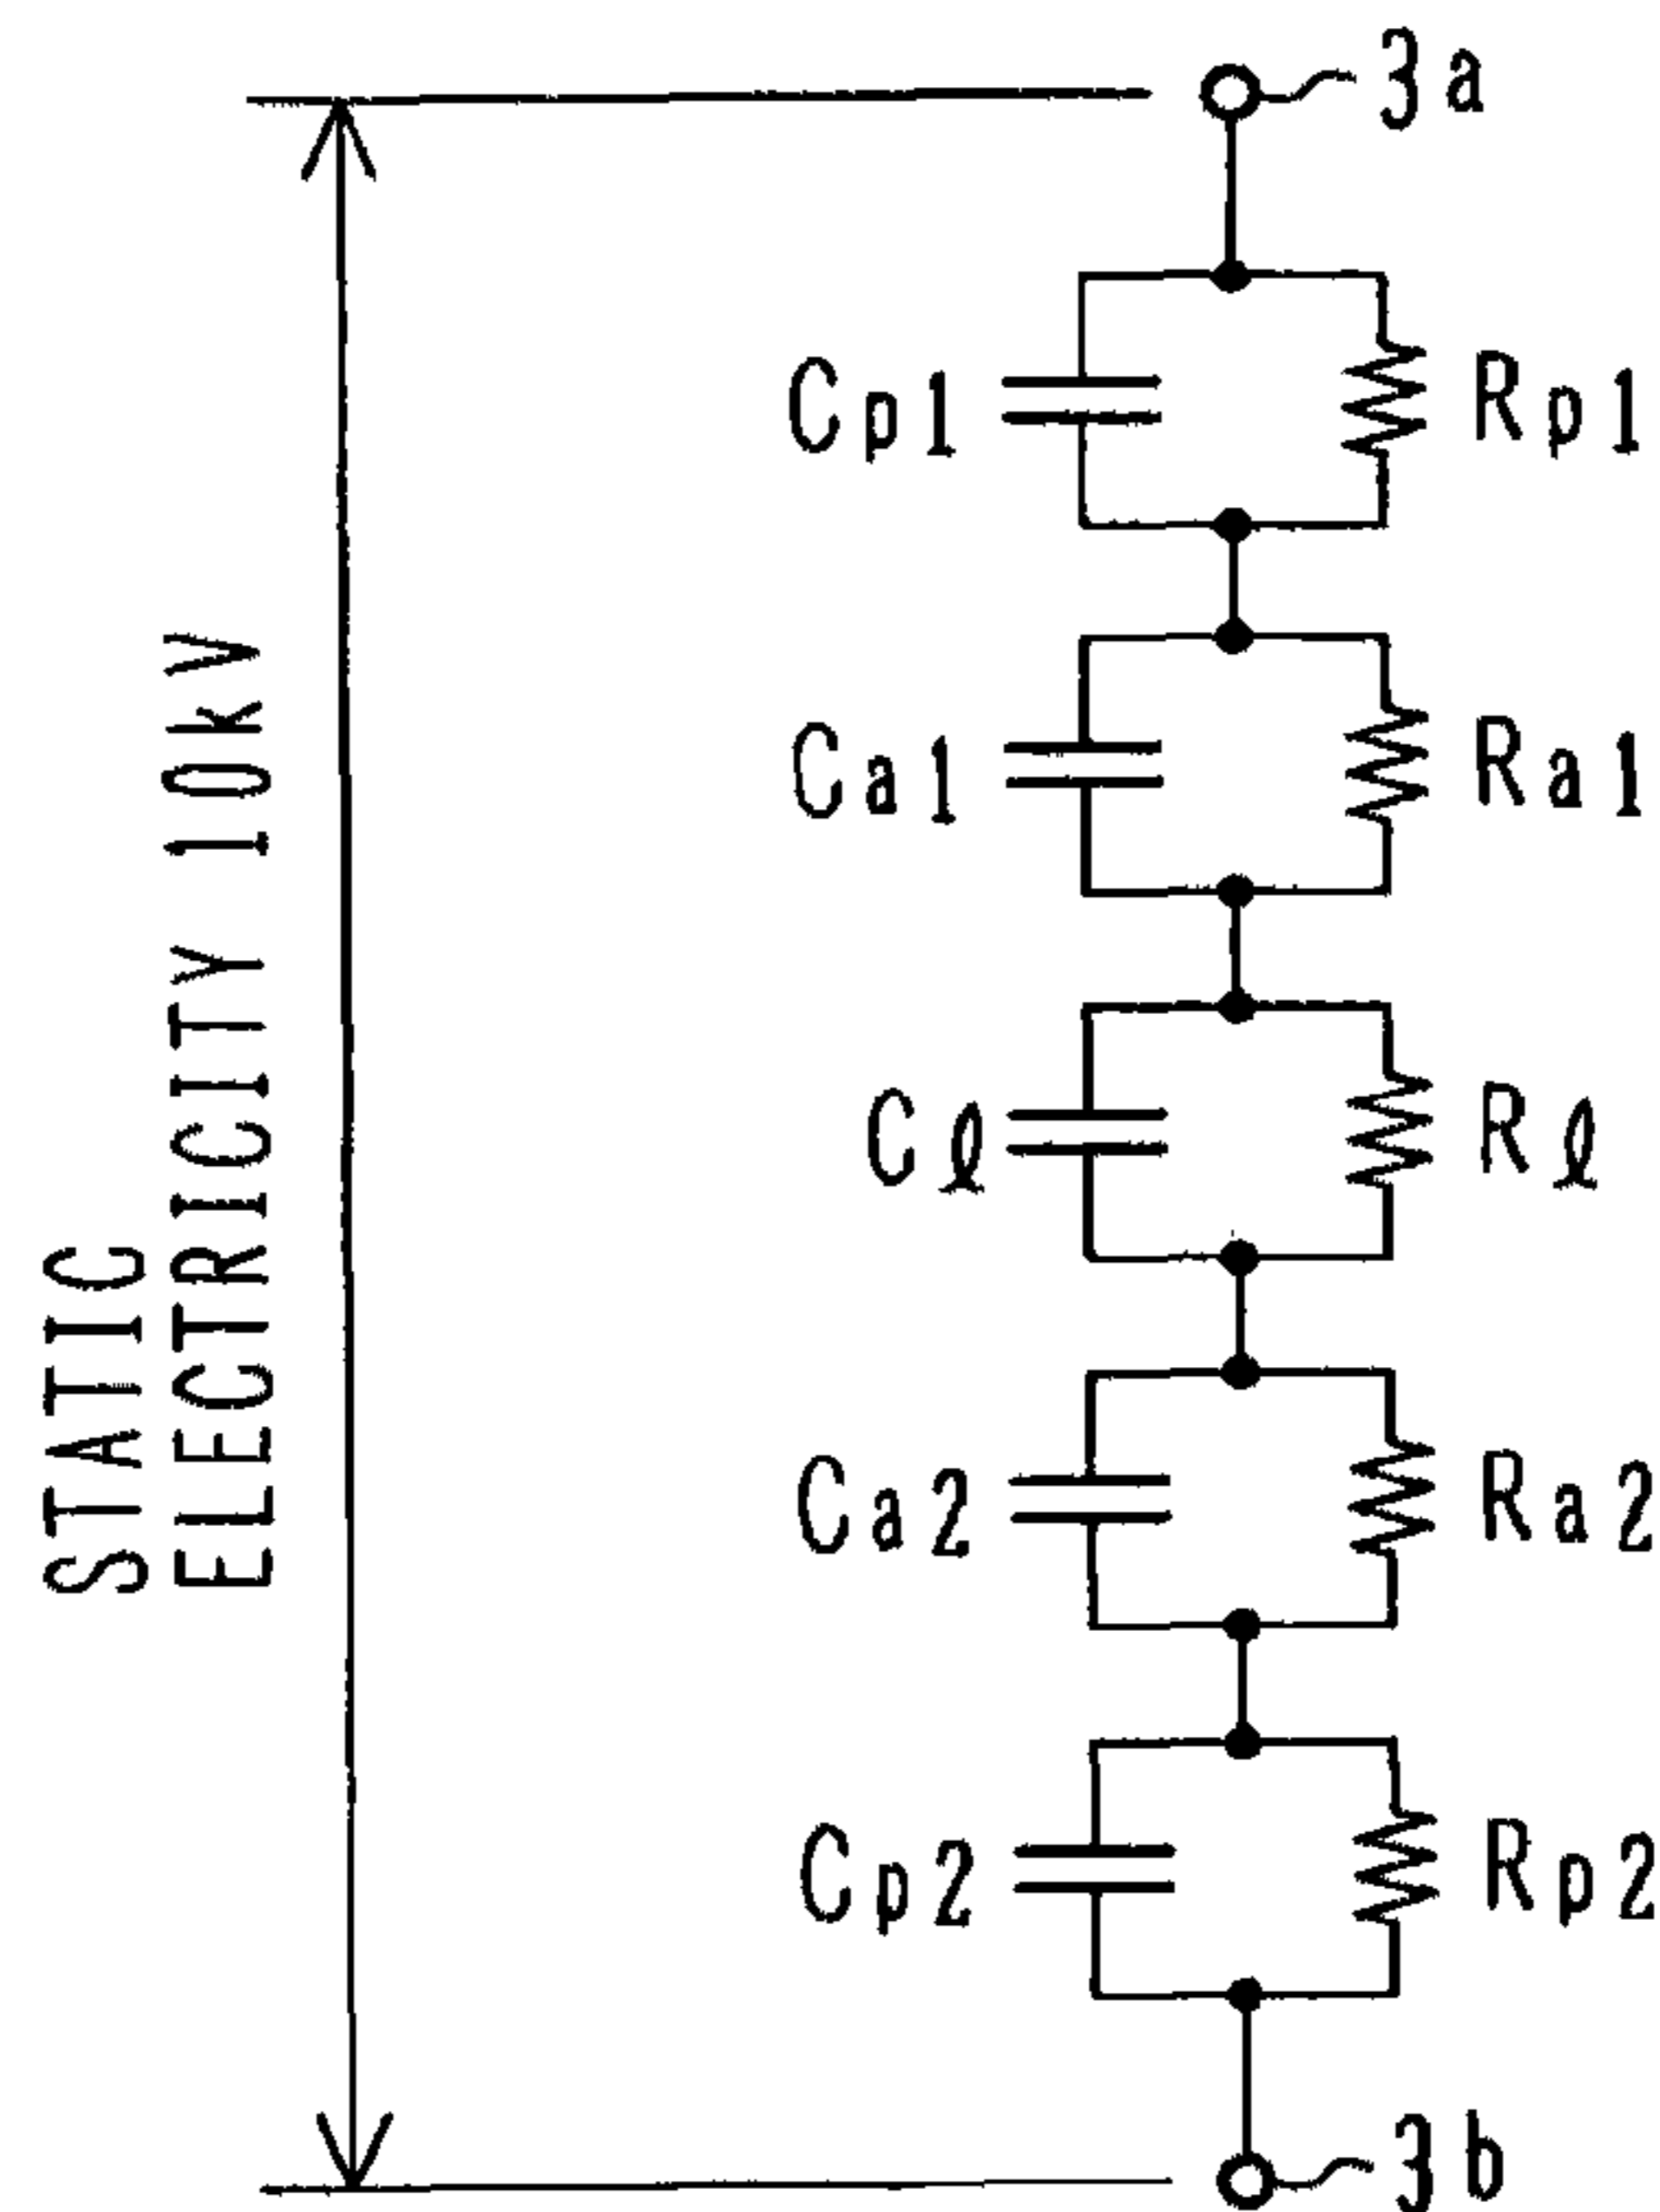 3a
Cp1 Rp1
Ca1 Ra1
Cℓ Rℓ
Ca2 Ra2
Cp2 Rp2
3b
STATIC
ELECTRICITY 10kV